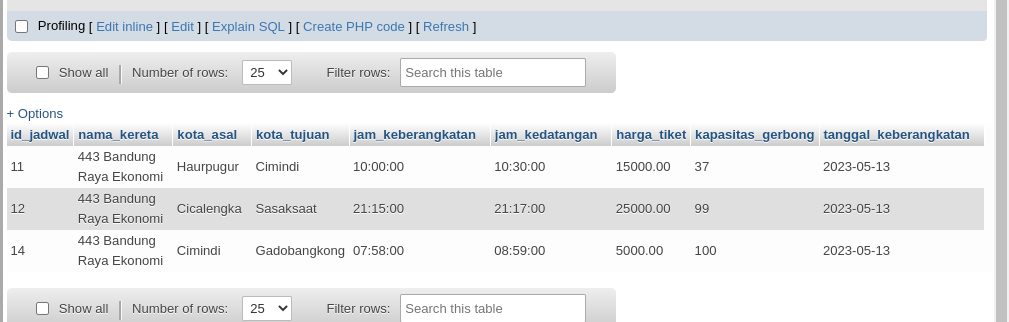 Profiling [ Edit inline ] [ Edit ] [ Explain SQL ] [ Create PHP code ] [ Refresh ]
Show all Number of rows: 25 Filter rows: Search this table
+ Options
id_jadwal nama_kereta kota_asal kota_tujuan jam_keberangkatan jam_kedatangan harga_tiket kapasitas_gerbong tanggal_keberangkatan
11 443 Bandung Raya Ekonomi Haurpugur Cimindi 10:00:00 10:30:00 15000.00 37 2023-05-13
12 443 Bandung Raya Ekonomi Cicalengka Sasaksaat 21:15:00 21:17:00 25000.00 99 2023-05-13
14 443 Bandung Raya Ekonomi Cimindi Gadobangkong 07:58:00 08:59:00 5000.00 100 2023-05-13
Show all Number of rows: 25 Filter rows: Search this table